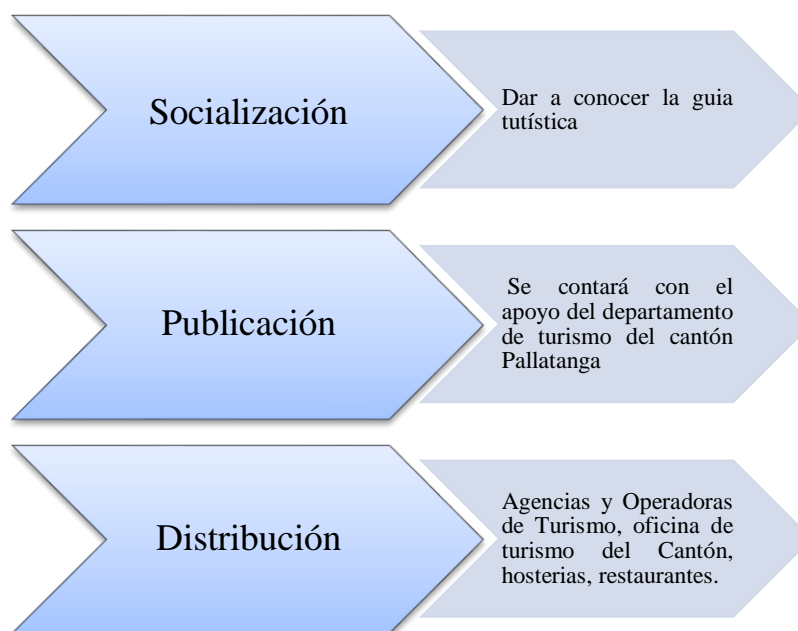 Socialización
Dar a conocer la guia
tutística
Publicación
Se contará con el
apoyo del departamento
de turismo del cantón
Pallatanga
Distribución
Agencias y Operadoras
de Turismo, oficina de
turismo del Cantón,
hosterias, restaurantes.